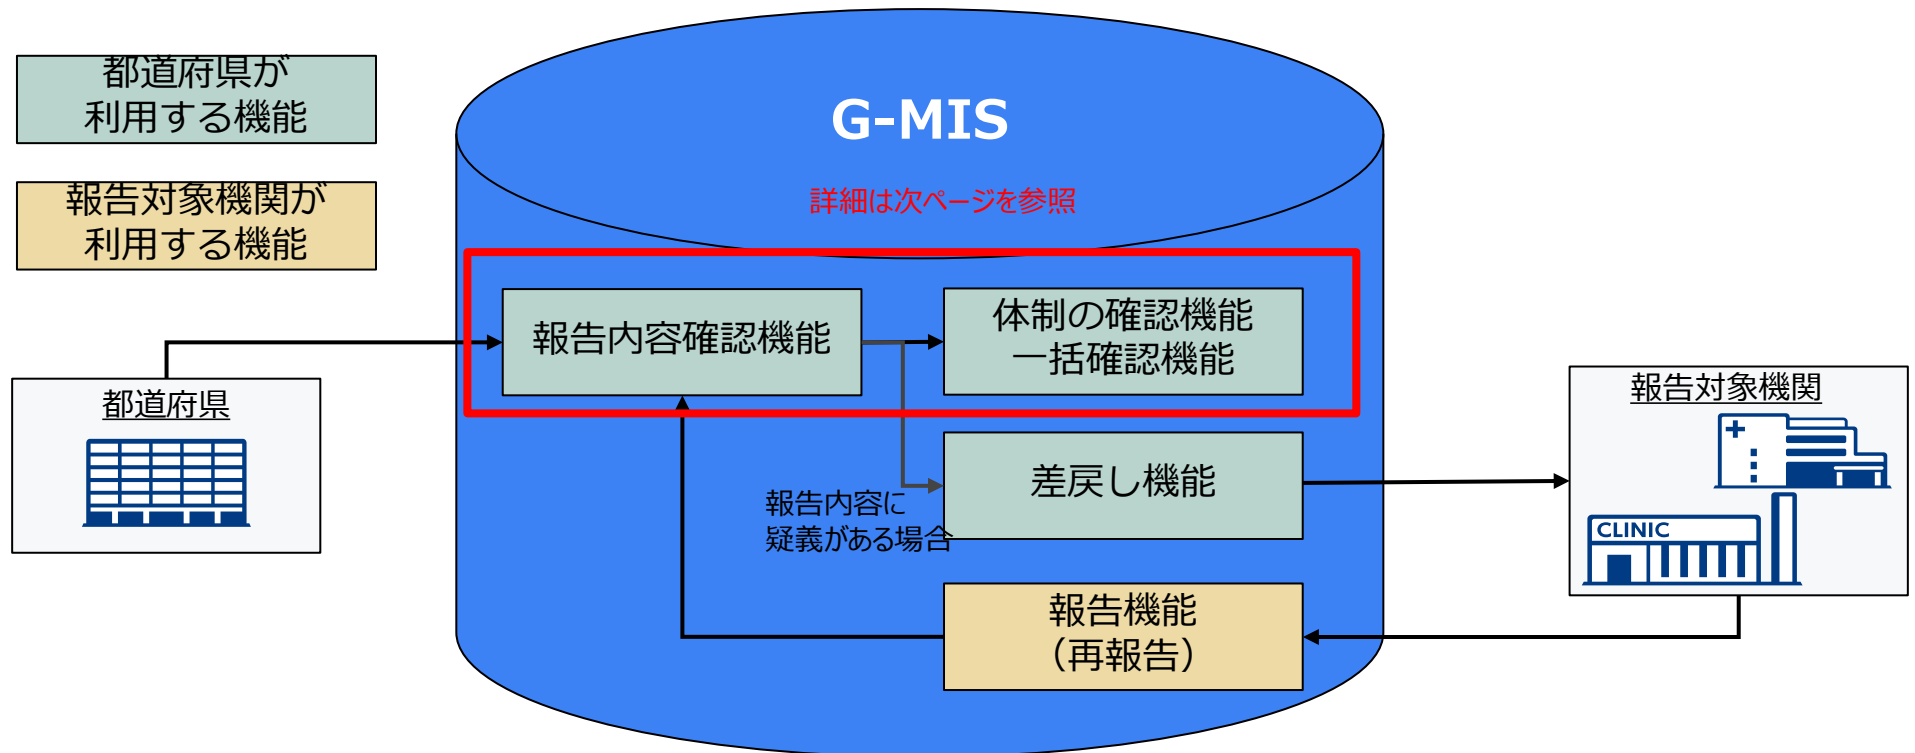 都道府県が
利用する機能
報告対象機関が
利用する機能
G-MIS
詳細は次ページを参照
報告内容確認機能
体制の確認機能
一括確認機能
都道府県
報告対象機関
CLINIC
差戻し機能
報告内容に
疑義がある場合
報告機能
（再報告）